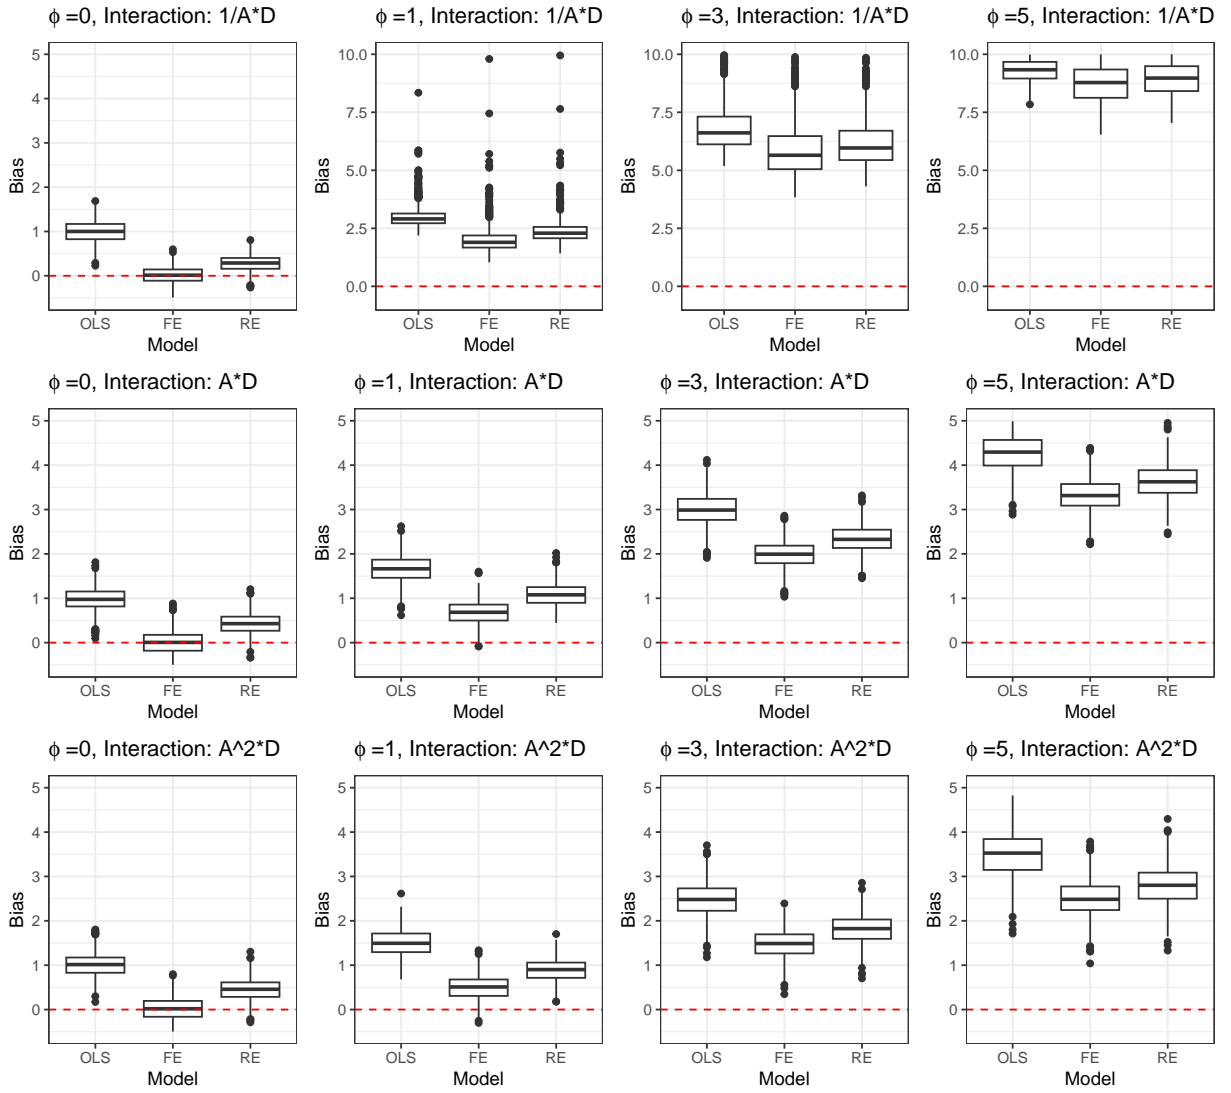 ϕ =0, Interaction: 1/A*D
ϕ =1, Interaction: 1/A*D
ϕ =3, Interaction: 1/A*D
ϕ =5, Interaction: 1/A*D
Bias
5
4
3
2
1
0
OLS FE RE
Model
Bias
10.0
7.5
5.0
2.5
0.0
OLS FE RE
Model
Bias
10.0
7.5
5.0
2.5
0.0
OLS FE RE
Model
Bias
10.0
7.5
5.0
2.5
0.0
OLS FE RE
Model
ϕ =0, Interaction: A*D
ϕ =1, Interaction: A*D
ϕ =3, Interaction: A*D
ϕ =5, Interaction: A*D
Bias
5
4
3
2
1
0
OLS FE RE
Model
Bias
5
4
3
2
1
0
OLS FE RE
Model
Bias
5
4
3
2
1
0
OLS FE RE
Model
Bias
5
4
3
2
1
0
OLS FE RE
Model
ϕ =0, Interaction: A^2*D
ϕ =1, Interaction: A^2*D
ϕ =3, Interaction: A^2*D
ϕ =5, Interaction: A^2*D
Bias
5
4
3
2
1
0
OLS FE RE
Model
Bias
5
4
3
2
1
0
OLS FE RE
Model
Bias
5
4
3
2
1
0
OLS FE RE
Model
Bias
5
4
3
2
1
0
OLS FE RE
Model